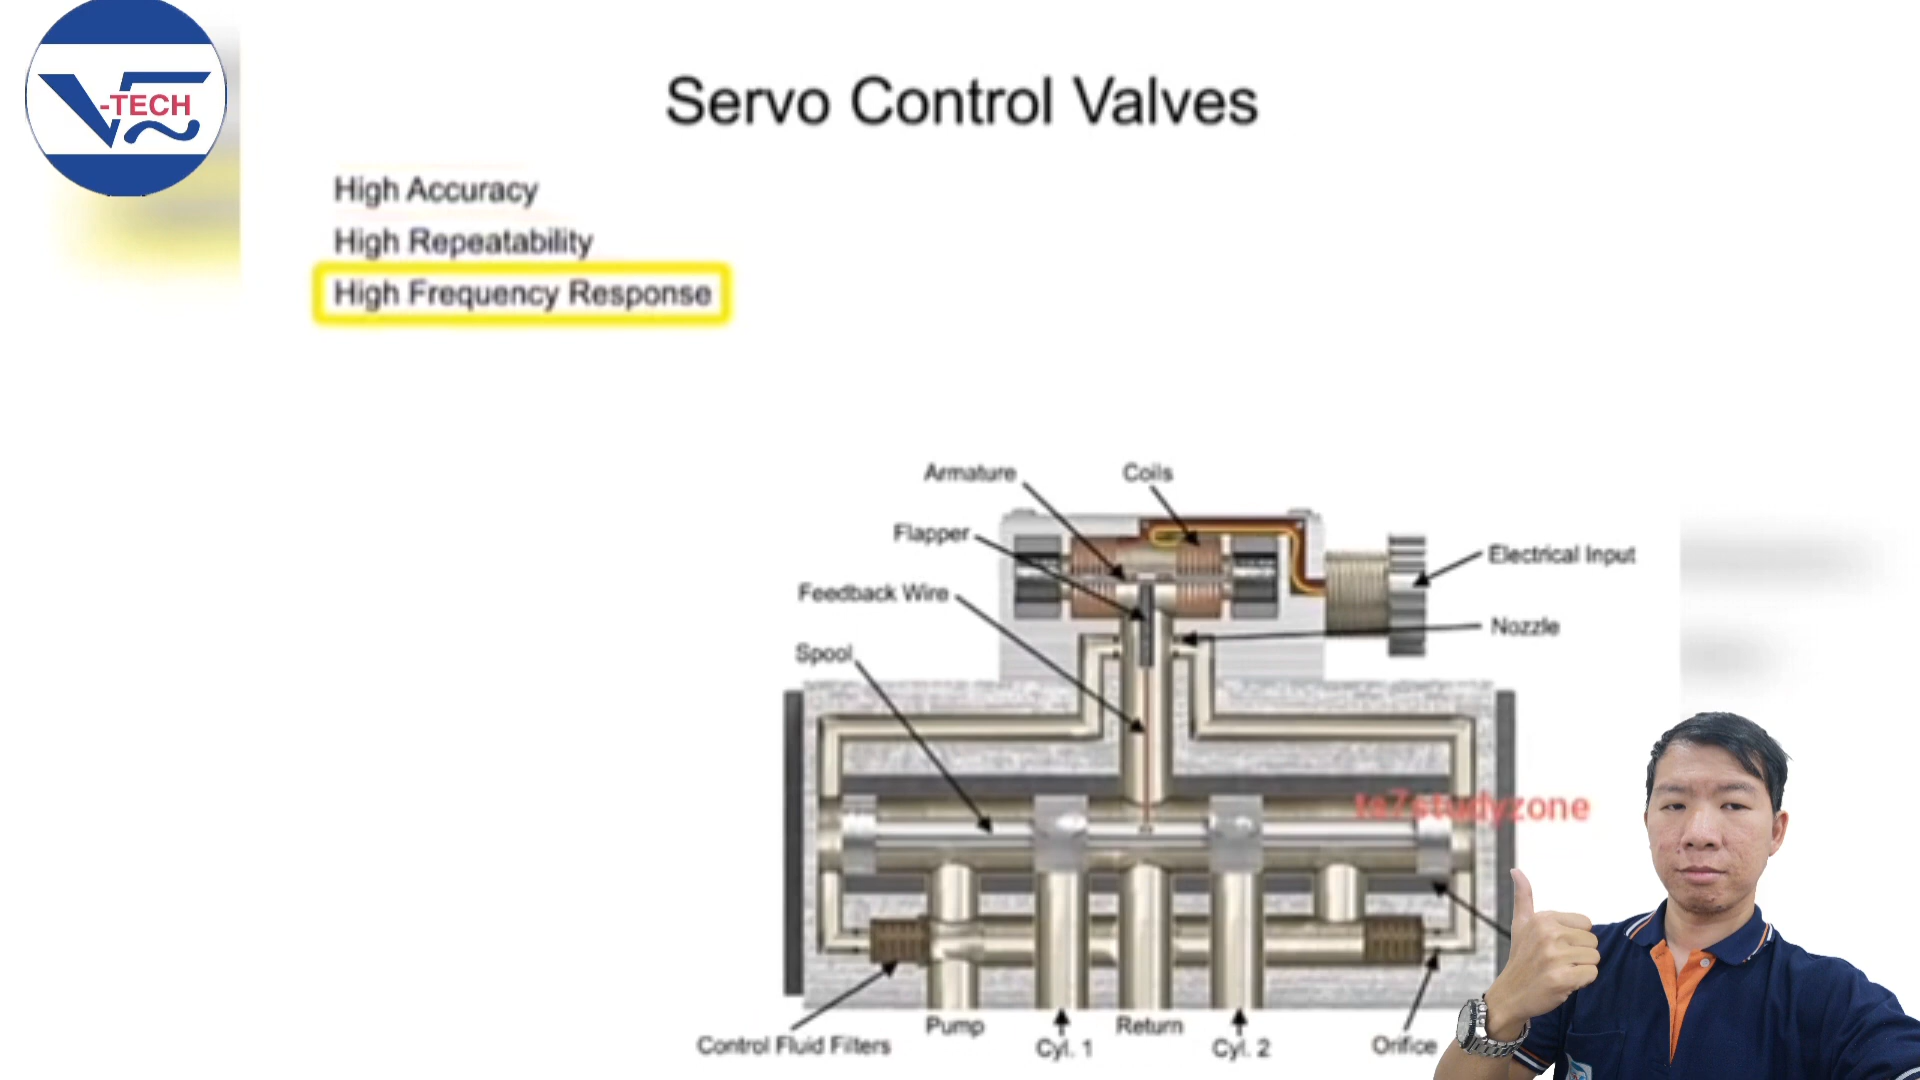 V-TECH
Servo Control Valves
High Accuracy
High Repeatability
High Frequency Response
Armature
Coils
Flapper
Electrical Input
Feedback Wire
Nozzle
Spool
te7studyzone
Pump
Return
Control Fluid Filters
Cyl. 1
Cyl. 2
Orifice